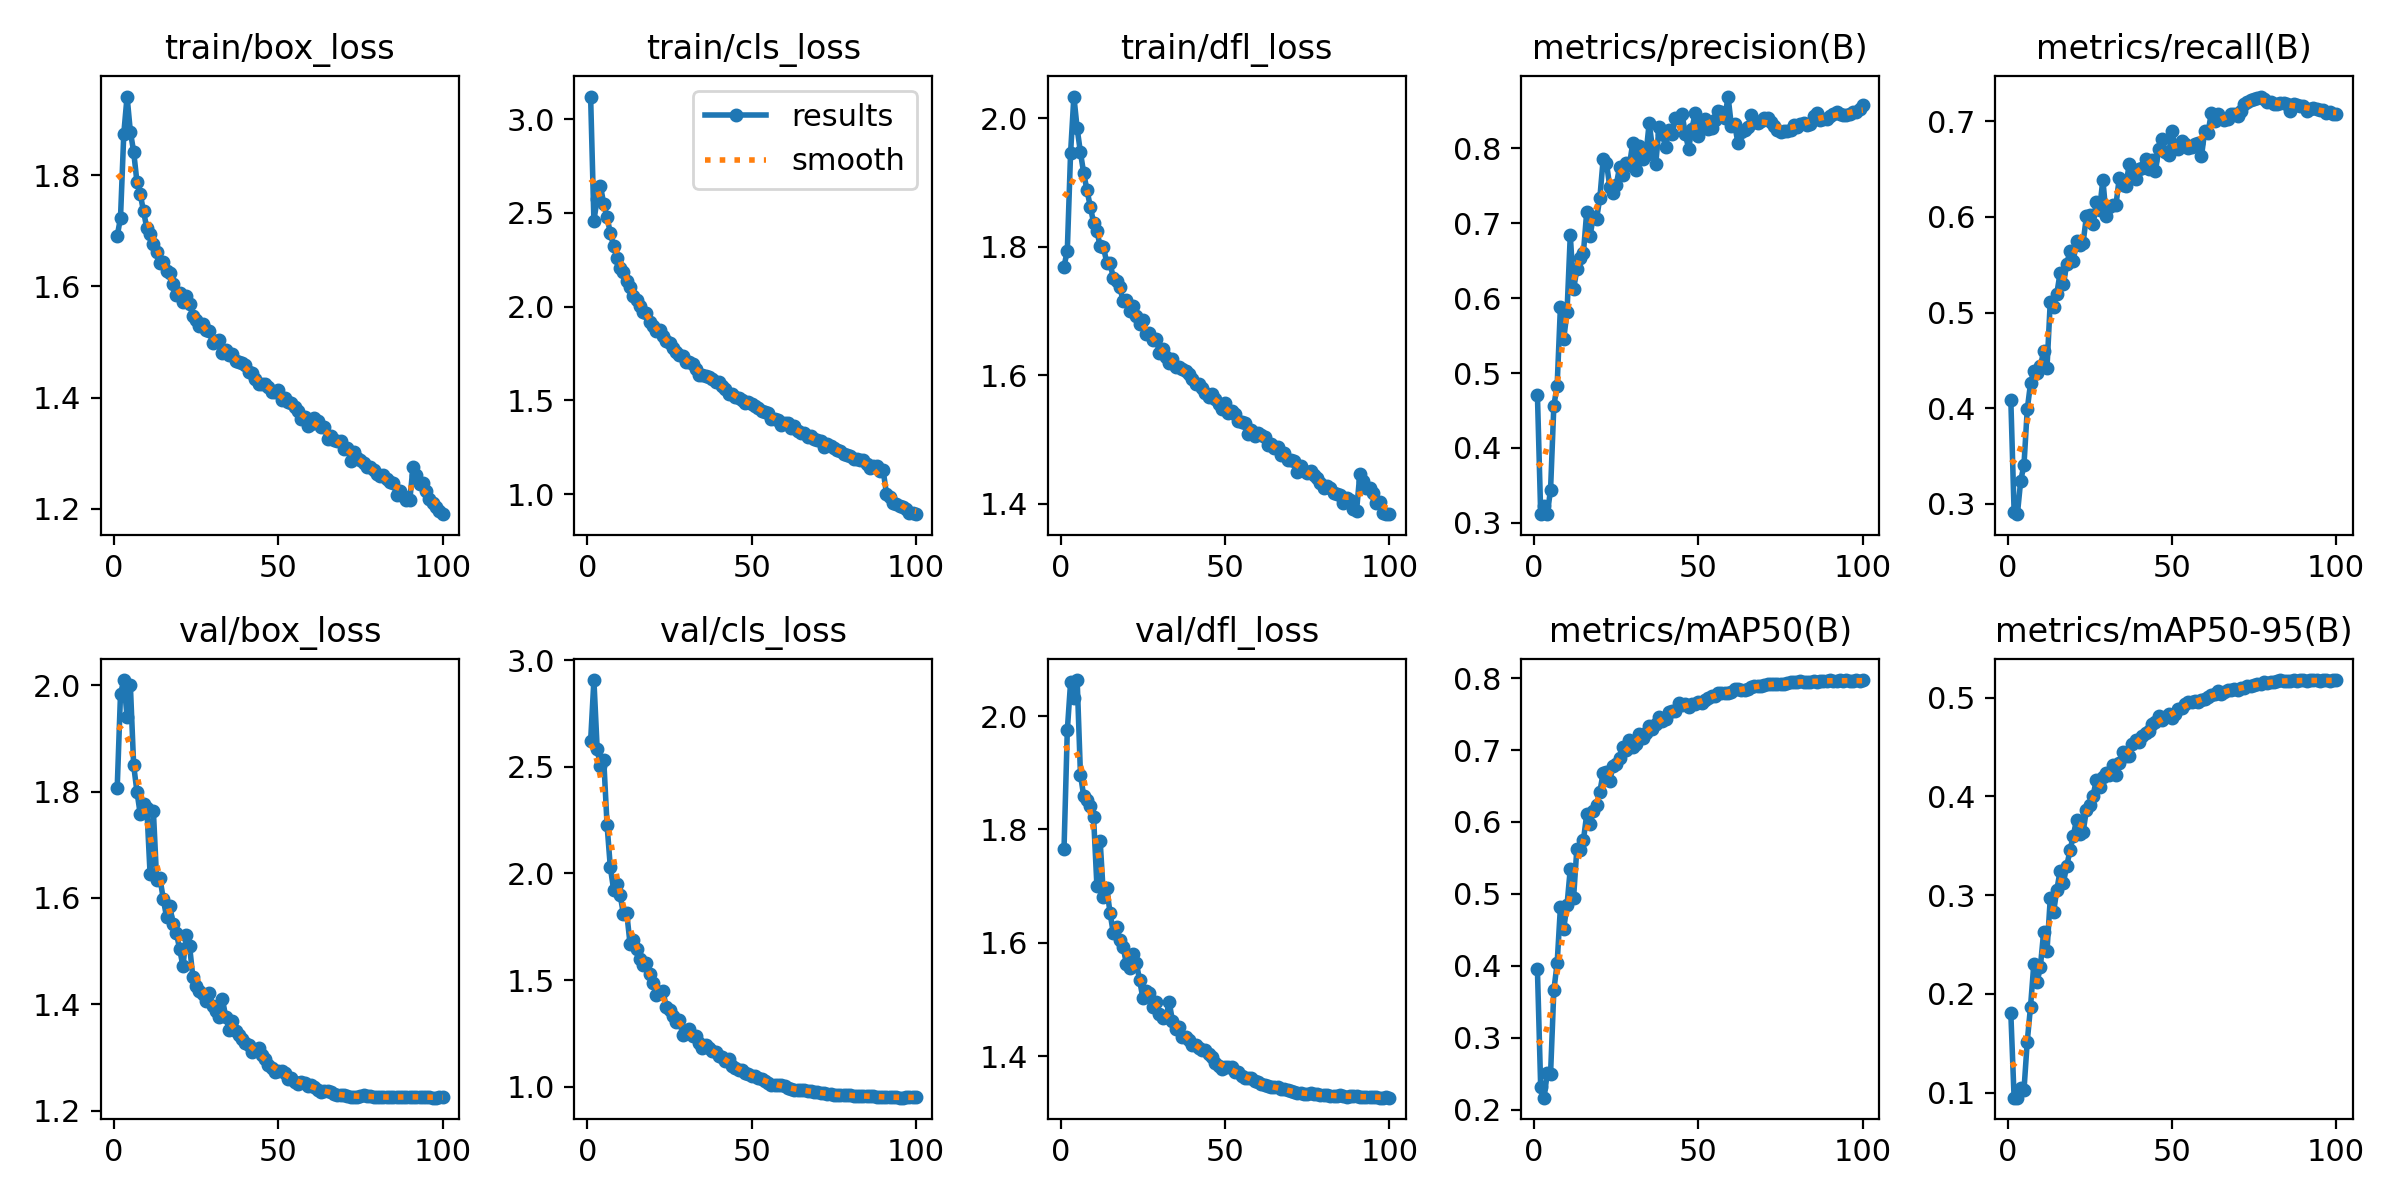 train/box_loss
train/cls_loss
train/dfl_loss
metrics/precision(B)
metrics/recall(B)
1.8
1.6
1.4
1.2
0 50 100
3.0
2.5
2.0
1.5
1.0
results
smooth
0 50 100
2.0
1.8
1.6
1.4
0 50 100
0.8
0.7
0.6
0.5
0.4
0.3
0 50 100
0.7
0.6
0.5
0.4
0.3
0 50 100
val/box_loss
val/cls_loss
val/dfl_loss
metrics/mAP50(B)
metrics/mAP50-95(B)
2.0
1.8
1.6
1.4
1.2
0 50 100
3.0
2.5
2.0
1.5
1.0
0 50 100
2.0
1.8
1.6
1.4
0 50 100
0.8
0.7
0.6
0.5
0.4
0.3
0.2
0 50 100
0.5
0.4
0.3
0.2
0.1
0 50 100